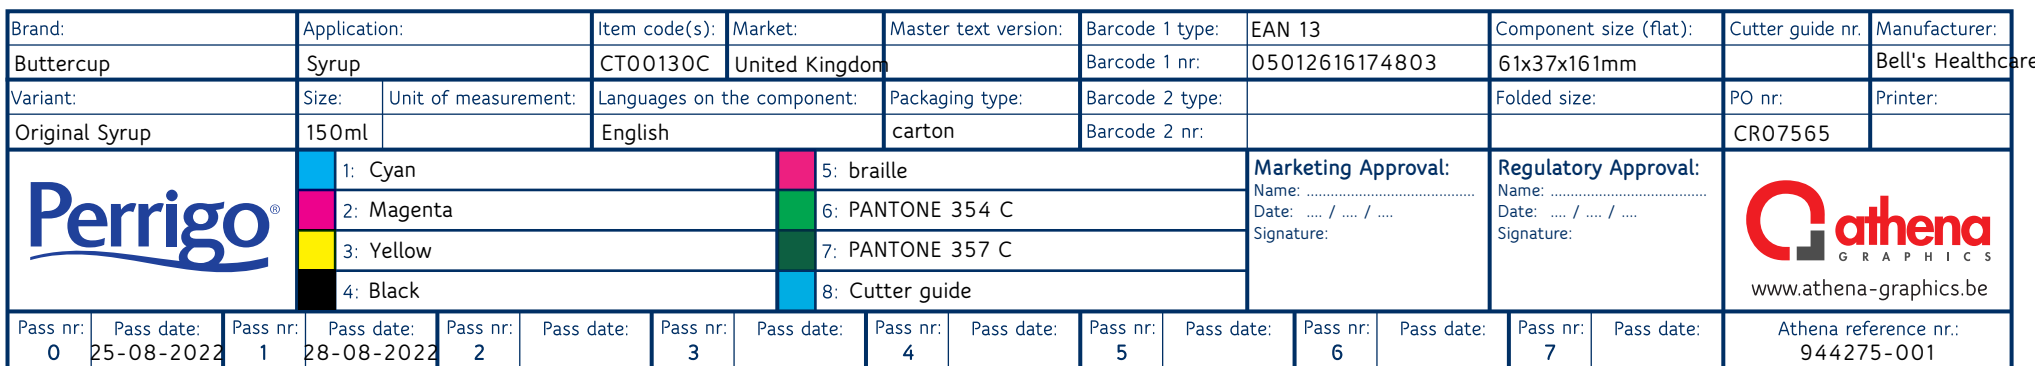 Brand: Application: Item code(s): Market: Master text version: Barcode 1 type: EAN 13 Component size (flat): Cutter guide nr. Manufacturer:
Buttercup Syrup CT00130C United Kingdom Barcode 1 nr: 05012616174803 61x37x161mm Bell's Healthcare
Variant: Size: Unit of measurement: Languages on the component: Packaging type: Barcode 2 type: Folded size: PO nr: Printer:
Original Syrup 150ml English carton Barcode 2 nr: CR07565
Perrigo®
1: Cyan
2: Magenta
3: Yellow
4: Black
5: braille
6: PANTONE 354 C
7: PANTONE 357 C
8: Cutter guide
Marketing Approval:
Name: ..........................................
Date: .... / .... / ....
Signature:
Regulatory Approval:
Name: .......................................
Date: .... / .... / ....
Signature:
athena
GRAPHICS
www.athena-graphics.be
Pass nr: Pass date: Pass nr: Pass date: Pass nr: Pass date: Pass nr: Pass date: Pass nr: Pass date: Pass nr: Pass date: Pass nr: Pass date: Pass nr: Pass date: Athena reference nr.:
0 25-08-2022 1 28-08-2022 2 3 4 5 6 7 944275-001